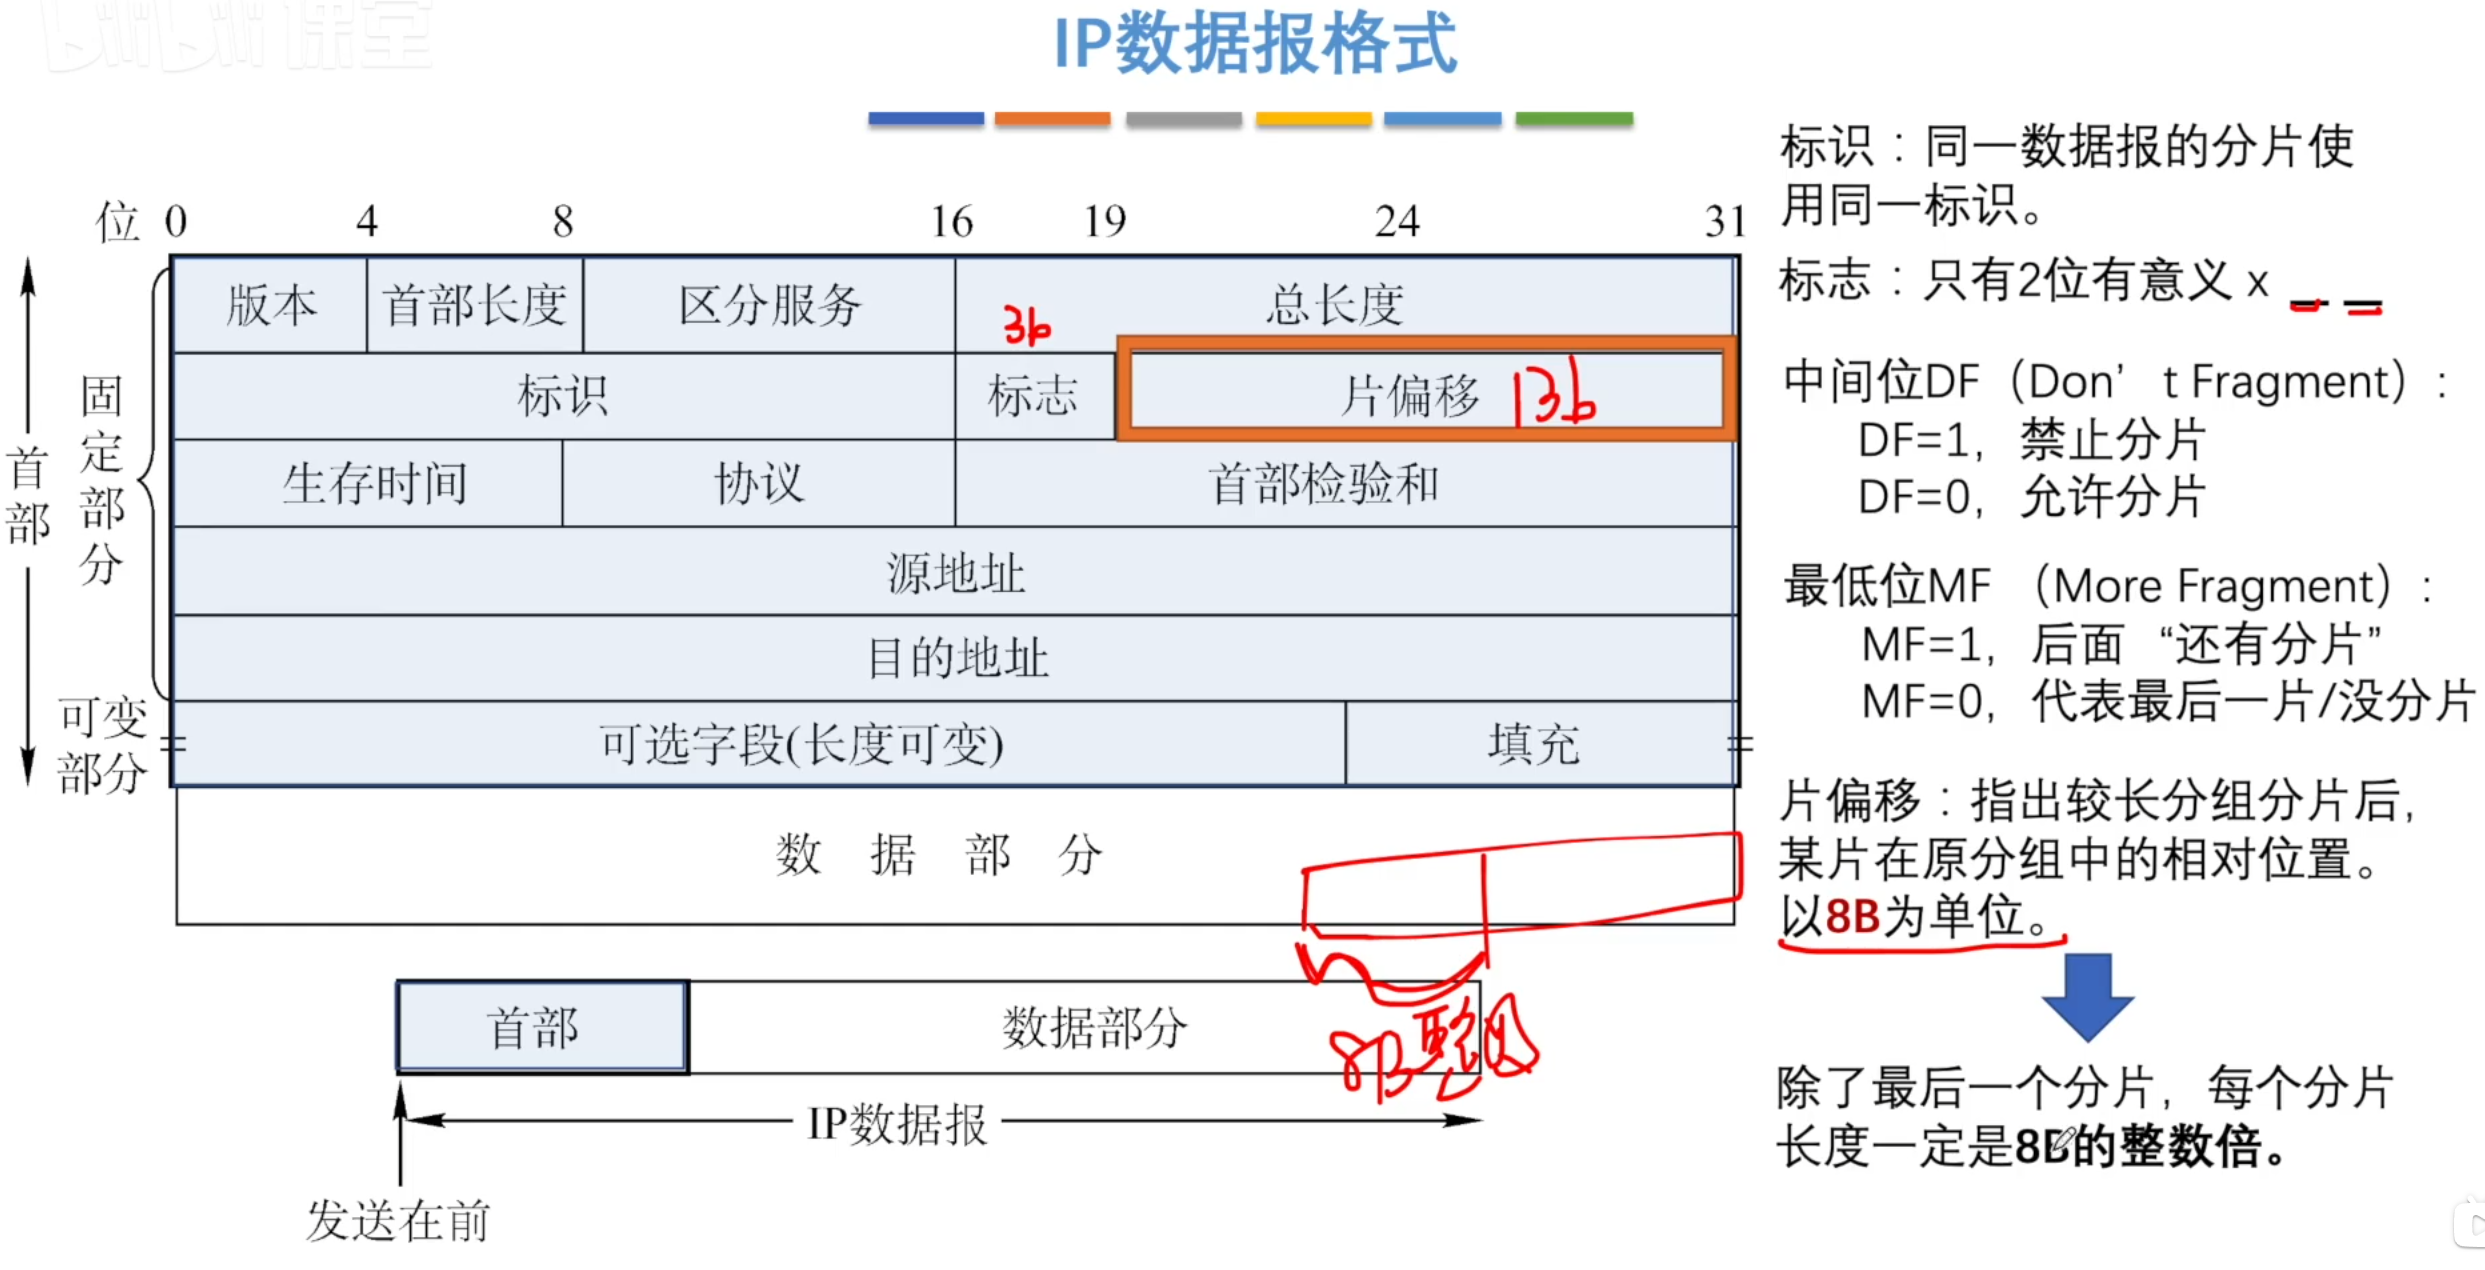 课堂
IP数据报格式
位 0 4 8 16 19 24 31
版本 首部长度 区分服务 总长度
3b
标识 标志 片偏移 13b
生存时间 协议 首部检验和
源地址
目的地址
可选字段(长度可变) 填充
数据部分
首部
固定部分
可变部分
首部 数据部分
8B整
IP数据报
发送在前
标识：同一数据报的分片使
用同一标识。
标志：只有2位有意义 x _ _
中间位DF（Don’t Fragment）:
DF=1，禁止分片
DF=0，允许分片
最低位MF （More Fragment）:
MF=1，后面“还有分片”
MF=0，代表最后一片/没分片
片偏移：指出较长分组分片后，
某片在原分组中的相对位置。
以8B为单位。
除了最后一个分片，每个分片
长度一定是8B的整数倍。